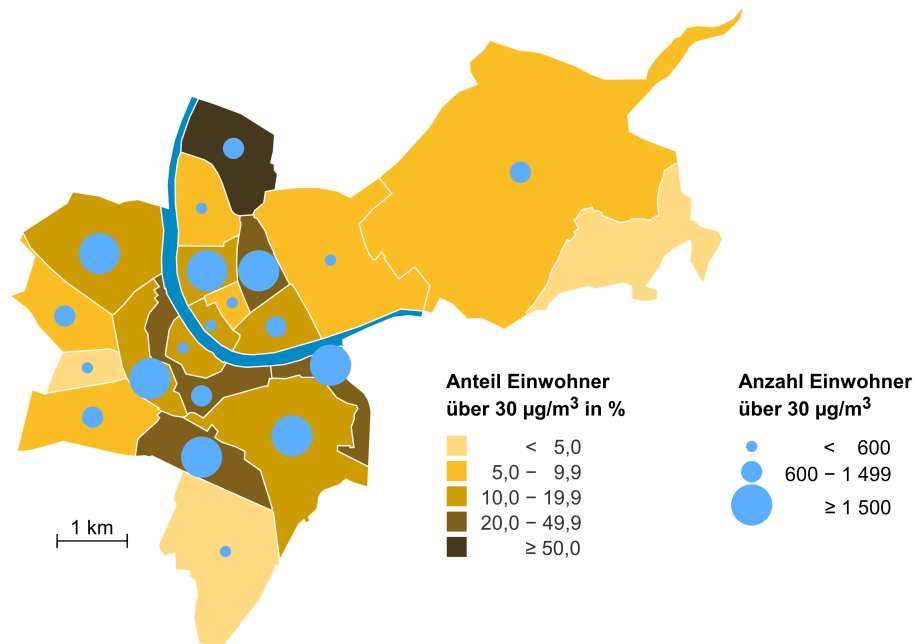 Anteil Einwohner
über 30 µg/m³ in %
< 5,0
5,0 – 9,9
10,0 – 19,9
20,0 – 49,9
≥ 50,0
Anzahl Einwohner
über 30 µg/m³
< 600
600 – 1 499
≥ 1 500
1 km